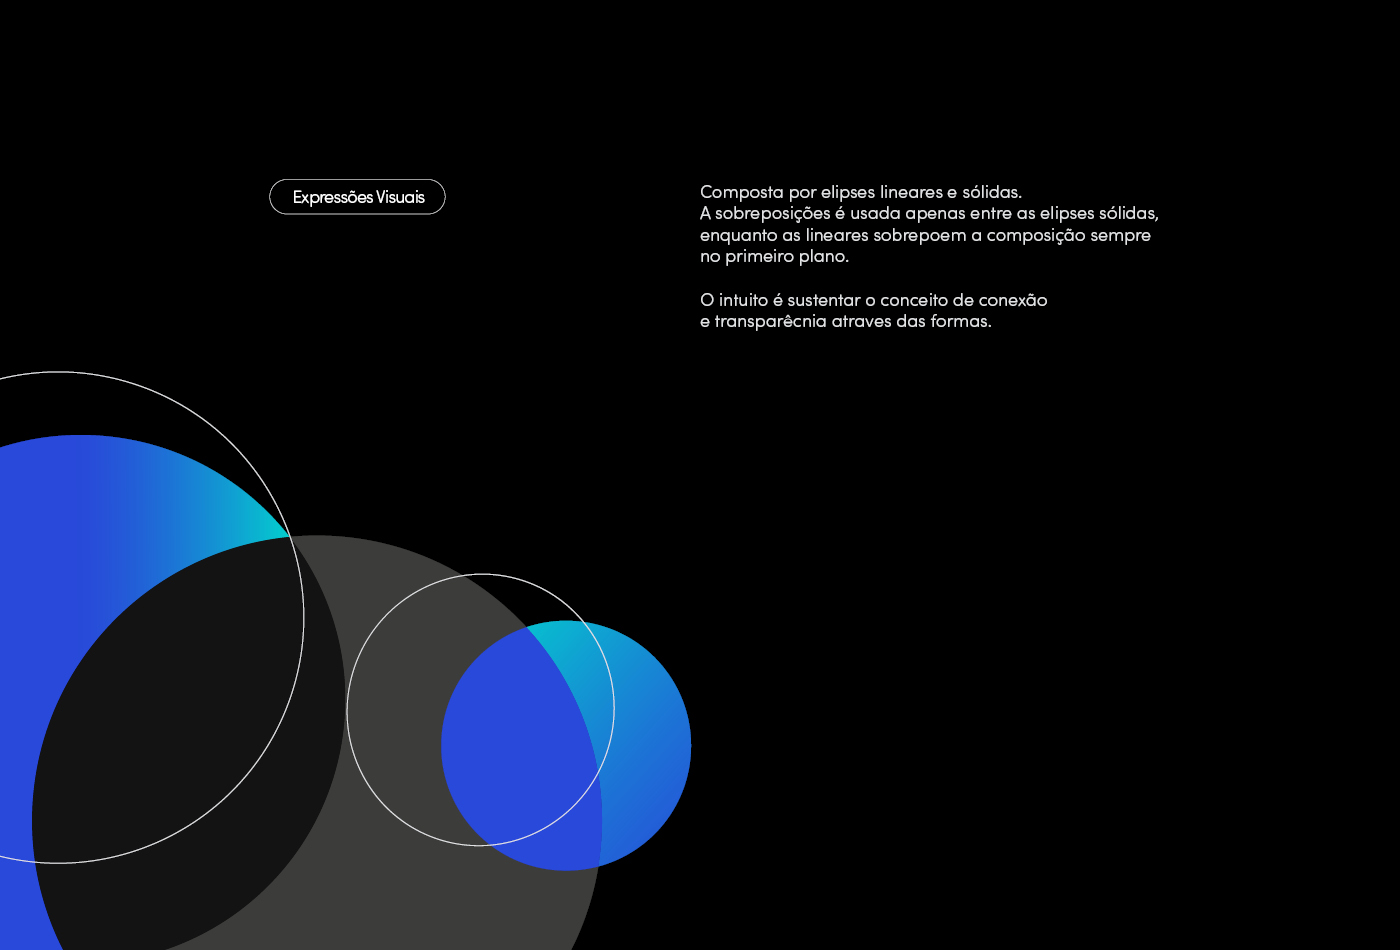 Expressões Visuais
Composta por elipses lineares e sólidas.
A sobreposições é usada apenas entre as elipses sólidas,
enquanto as lineares sobrepoem a composição sempre
no primeiro plano.
O intuito é sustentar o conceito de conexão
e transparêcnia atraves das formas.